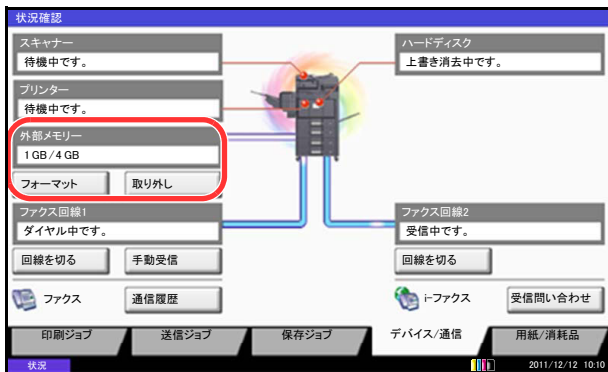 状況確認
スキャナー
待機中です。
ハードディスク
上書き消去中です。
プリンター
待機中です。
外部メモリー
1 GB / 4 GB
フォーマット 取り外し
ファクス回線1
ダイヤル中です。
ファクス回線2
受信中です。
回線を切る 手動受信 回線を切る
ファクス 通信履歴 i-ファクス 受信問い合わせ
印刷ジョブ 送信ジョブ 保存ジョブ デバイス/通信 用紙/消耗品
状況 2011/12/12 10:10